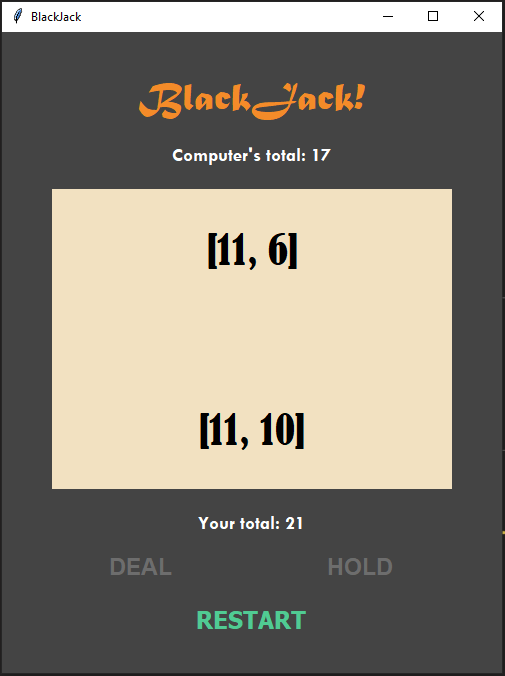 BlackJack
BlackJack!
Computer's total: 17
[11, 6]
[11, 10]
Your total: 21
DEAL HOLD
RESTART